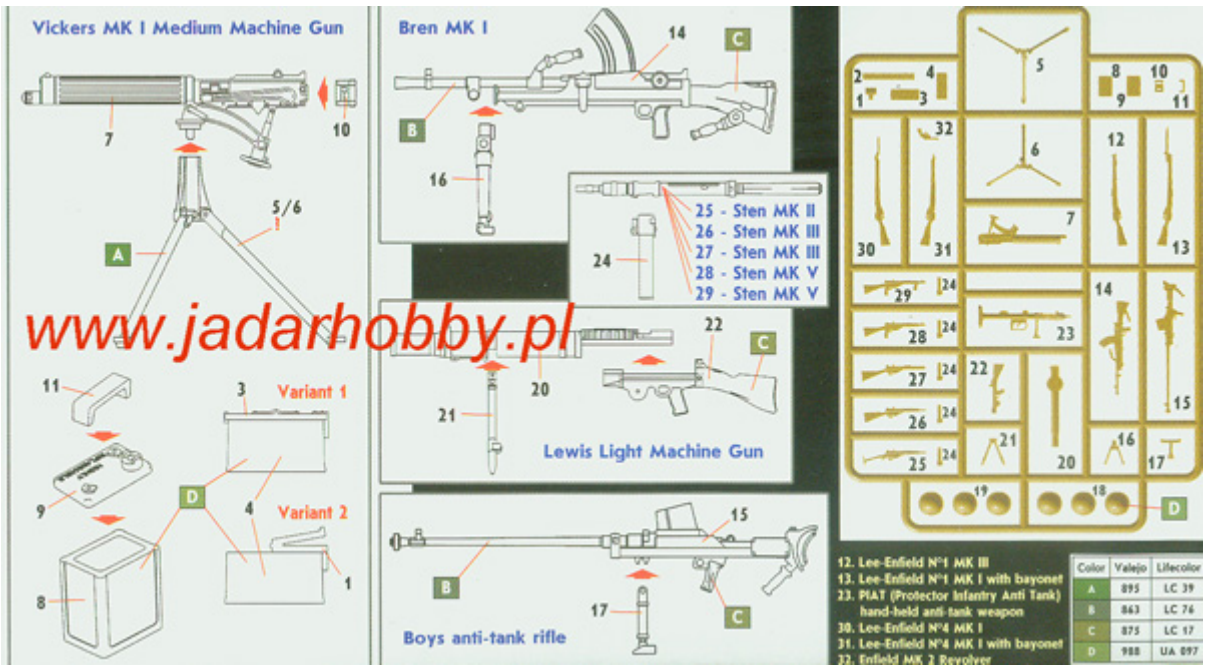 Vickers MK I Medium Machine Gun
7
10
5/6
A
11
3
Variant 1
9
D
4
Variant 2
8
1
Bren MK I
14
C
B
16
25 - Sten MK II
26 - Sten MK III
27 - Sten MK III
28 - Sten MK V
29 - Sten MK V
24
www.jadarhobby.pl
22
C
20
21
Lewis Light Machine Gun
15
B
17
C
Boys anti-tank rifle
2
4
1
3
5
8
10
9
11
32
6
12
7
30
31
13
29
24
14
28
24
23
27
24
22
15
26
24
21
16
25
24
20
17
19
18
D
12. Lee-Enfield Nº1 MK III
13. Lee-Enfield Nº1 MK I with bayonet
23. PIAT (Protector Infantry Anti Tank)
hand-held anti-tank weapon
30. Lee-Enfield Nº4 MK I
31. Lee-Enfield Nº4 MK I with bayonet
32. Enfield MK 2 Revolver
Color Valejo Lifecolor
A 895 LC 39
B 863 LC 76
C 875 LC 17
D 988 UA 097